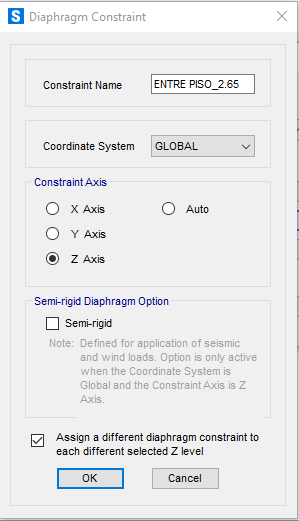 S Diaphragm Constraint
Constraint Name ENTRE PISO_2.65
Coordinate System GLOBAL
Constraint Axis
X Axis Auto
Y Axis
Z Axis
Semi-rigid Diaphragm Option
Semi-rigid
Note: Defined for application of seismic
and wind loads. Option is only active
when the Coordinate System is
Global and the Constraint Axis is Z
Axis.
Assign a different diaphragm constraint to
each different selected Z level
OK Cancel